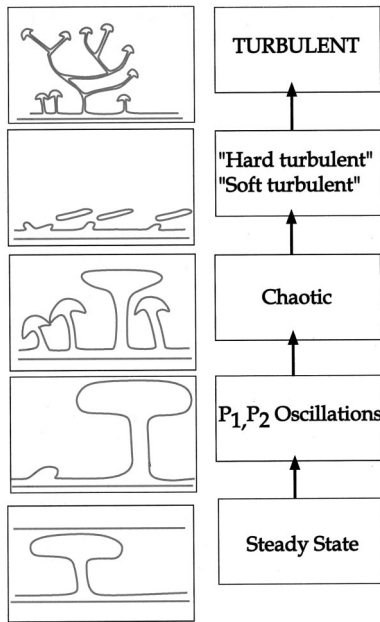 TURBULENT
"Hard turbulent"
"Soft turbulent"
Chaotic
P1,P2 Oscillations
Steady State